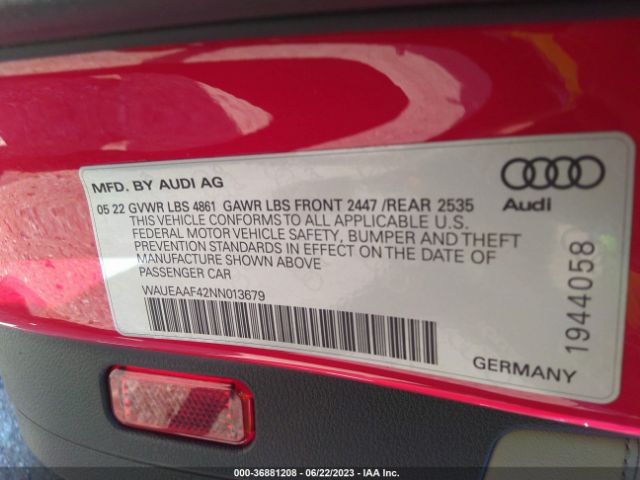 MFD. BY AUDI AG
Audi
05 22 GVWR LBS 4861 GAWR LBS FRONT 2447 /REAR 2535
THIS VEHICLE CONFORMS TO ALL APPLICABLE U.S.
FEDERAL MOTOR VEHICLE SAFETY, BUMPER AND THEFT
PREVENTION STANDARDS IN EFFECT ON THE DATE OF
MANUFACTURE SHOWN ABOVE
PASSENGER CAR
WAUEAAF42NN013679
1944058
GERMANY
000-36881208 - 06/22/2023 - IAA Inc.